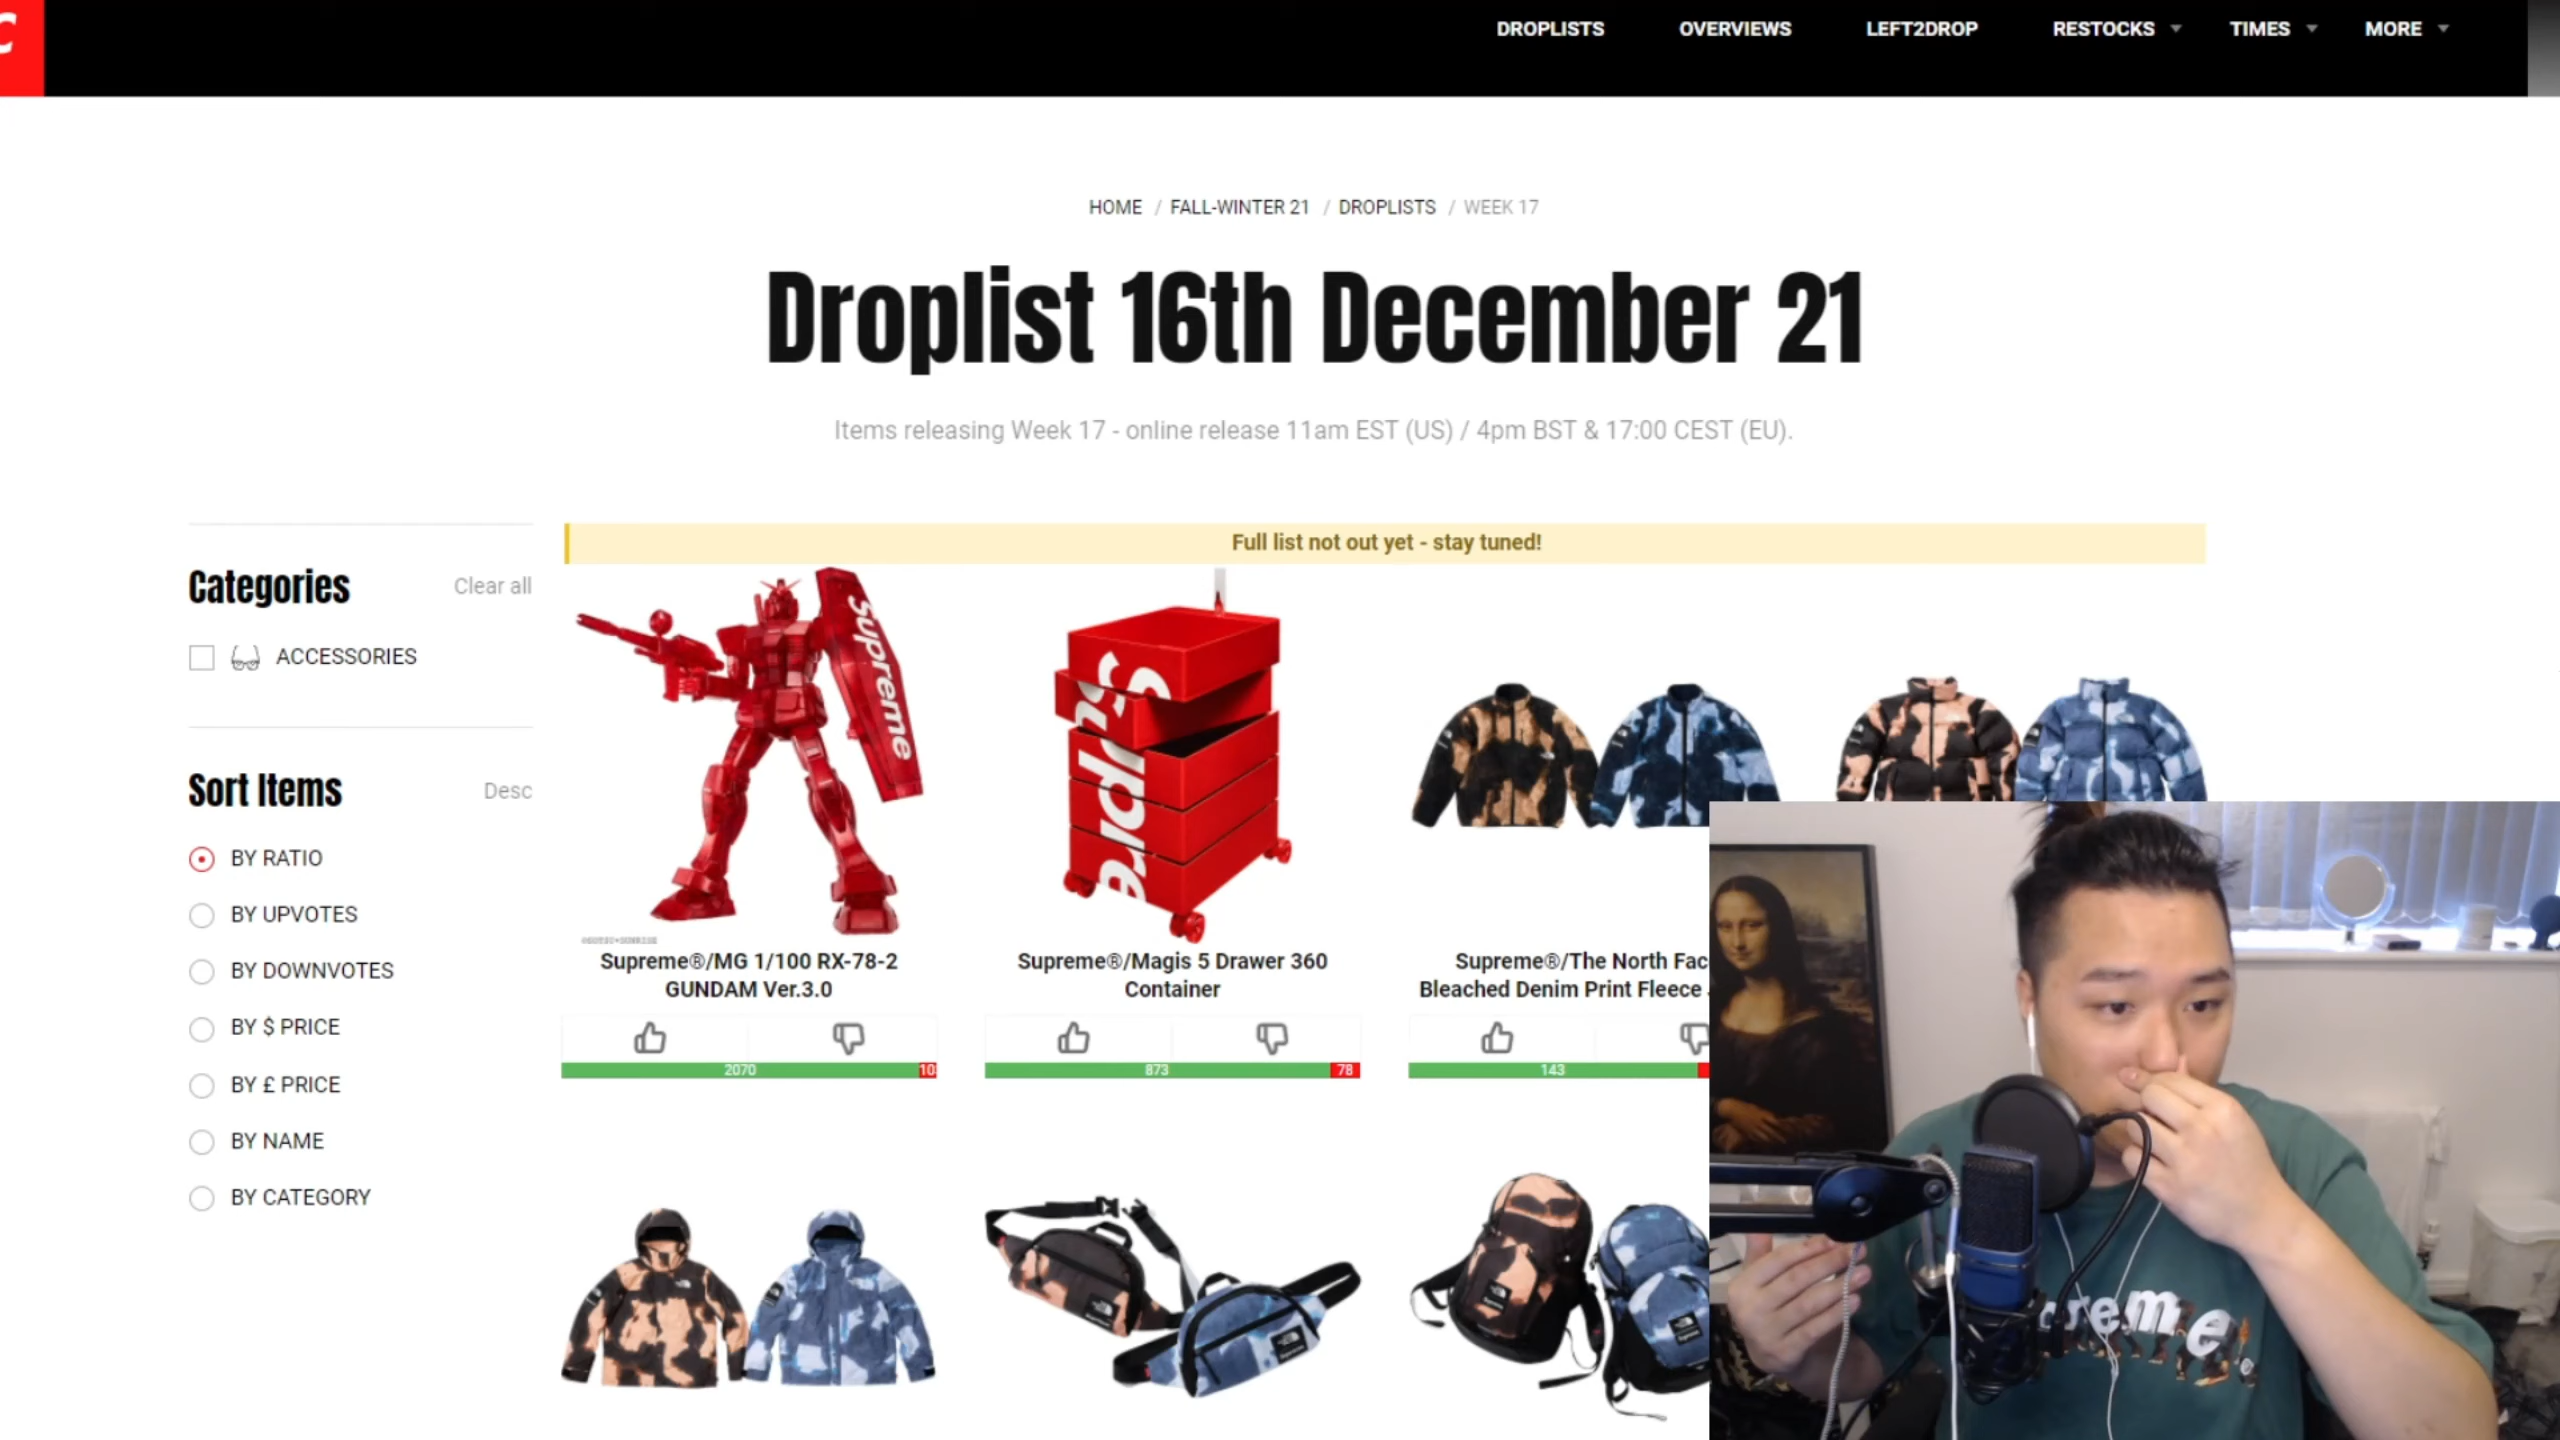 C
DROPLISTS OVERVIEWS LEFT2DROP RESTOCKS TIMES MORE
HOME / FALL-WINTER 21 / DROPLISTS / WEEK 17
Droplist 16th December 21
Items releasing Week 17 - online release 11am EST (US) / 4pm BST & 17:00 CEST (EU).
Full list not out yet - stay tuned!
Categories Clear all
ACCESSORIES
Sort Items Desc
BY RATIO
BY UPVOTES
BY DOWNVOTES
BY $ PRICE
BY £ PRICE
BY NAME
BY CATEGORY
Supreme
Supreme
Supreme®/MG 1/100 RX-78-2
GUNDAM Ver.3.0
2070 10
Supreme®/Magis 5 Drawer 360
Container
873 78
Supreme®/The North Fac
Bleached Denim Print Fleece
143
reme